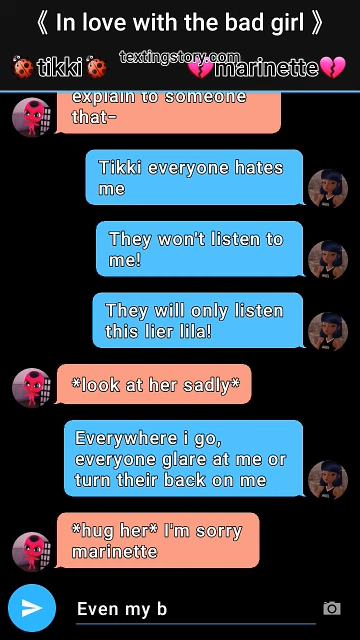 《 In love with the bad girl 》
textingstory.com
🐞tikki🐞 💔marinette💔
explain to someone
that-
Tikki everyone hates
me
They won't listen to
me!
They will only listen
this lier lila!
*look at her sadly*
Everywhere i go,
everyone glare at me or
turn their back on me
*hug her* I'm sorry
marinette
Even my b